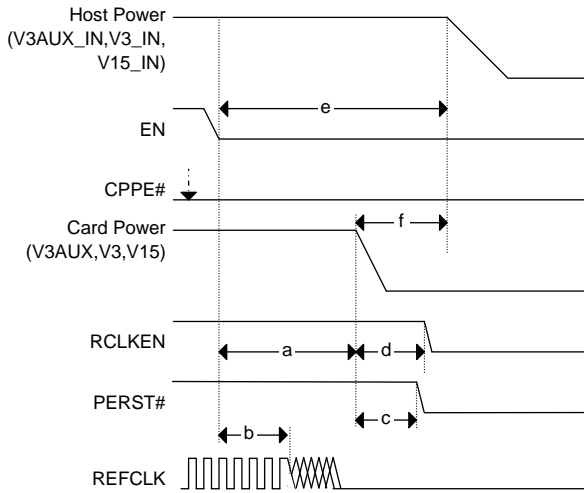 Host Power
(V3AUX_IN,V3_IN,
V15_IN)
e
EN
CPPE#
f
Card Power
(V3AUX,V3,V15)
RCLKEN
a
d
PERST#
c
b
REFCLK